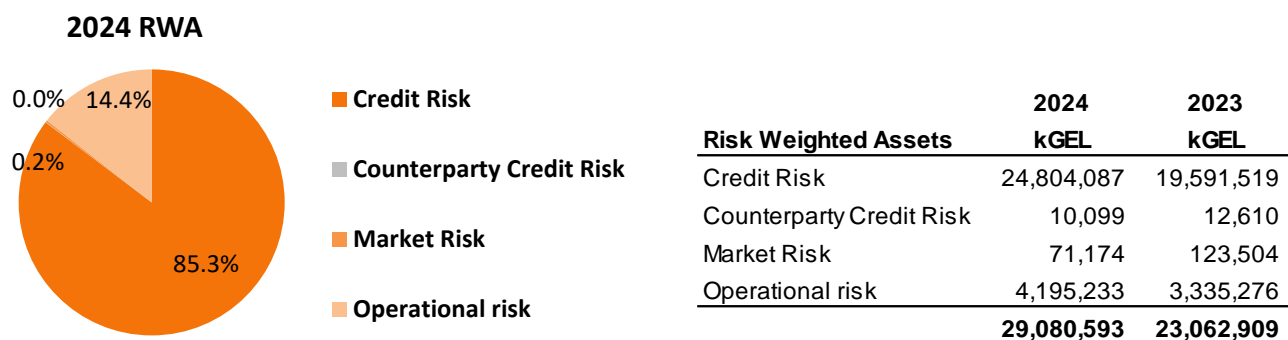 2024 RWA
0.0%
14.4%
0.2%
85.3%
Credit Risk
Counterparty Credit Risk
Market Risk
Operational risk
2024 2023
Risk Weighted Assets kGEL kGEL
Credit Risk 24,804,087 19,591,519
Counterparty Credit Risk 10,099 12,610
Market Risk 71,174 123,504
Operational risk 4,195,233 3,335,276
29,080,593 23,062,909